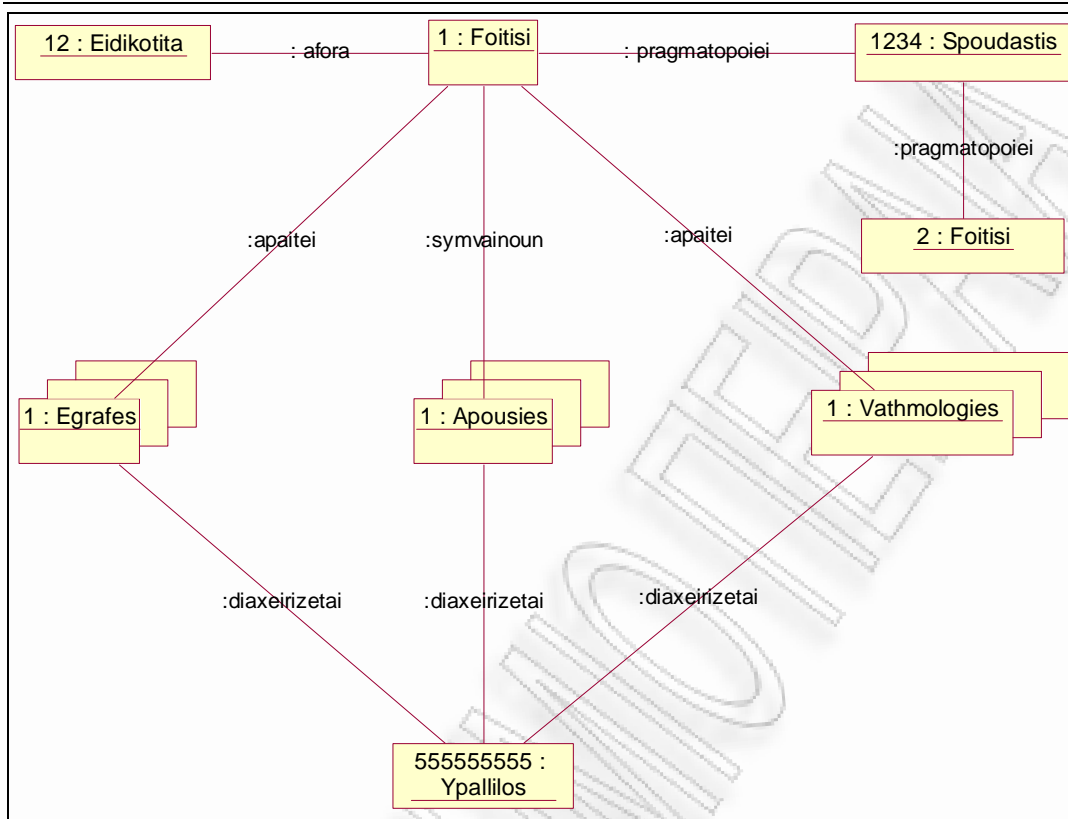 12 : Eidikotita
: afora
1 : Foitisi
: pragmatopoiei
1234 : Spoudastis
:pragmatopoiei
2 : Foitisi
:apaitei
:symvainoun
:apaitei
1 : Egrafes
1 : Apousies
1 : Vathmologies
:diaxeirizetai
:diaxeirizetai
:diaxeirizetai
555555555 :
Ypallilos